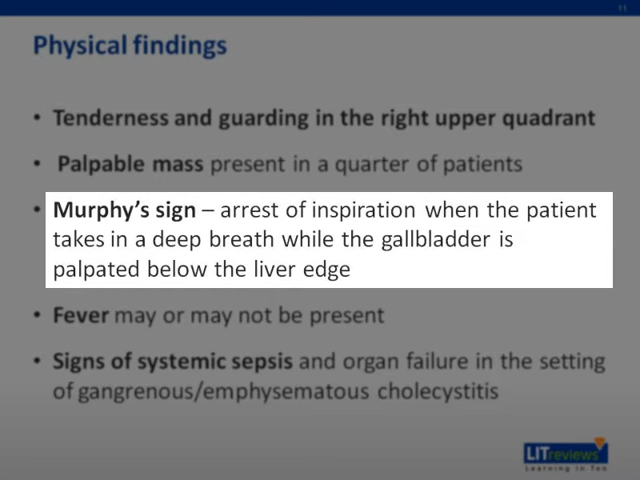 11
Physical findings
• Tenderness and guarding in the right upper quadrant
• Palpable mass present in a quarter of patients
• Murphy's sign – arrest of inspiration when the patient
takes in a deep breath while the gallbladder is
palpated below the liver edge
• Fever may or may not be present
• Signs of systemic sepsis and organ failure in the setting
of gangrenous/emphysematous cholecystitis
LITreviews
Learning In Ten